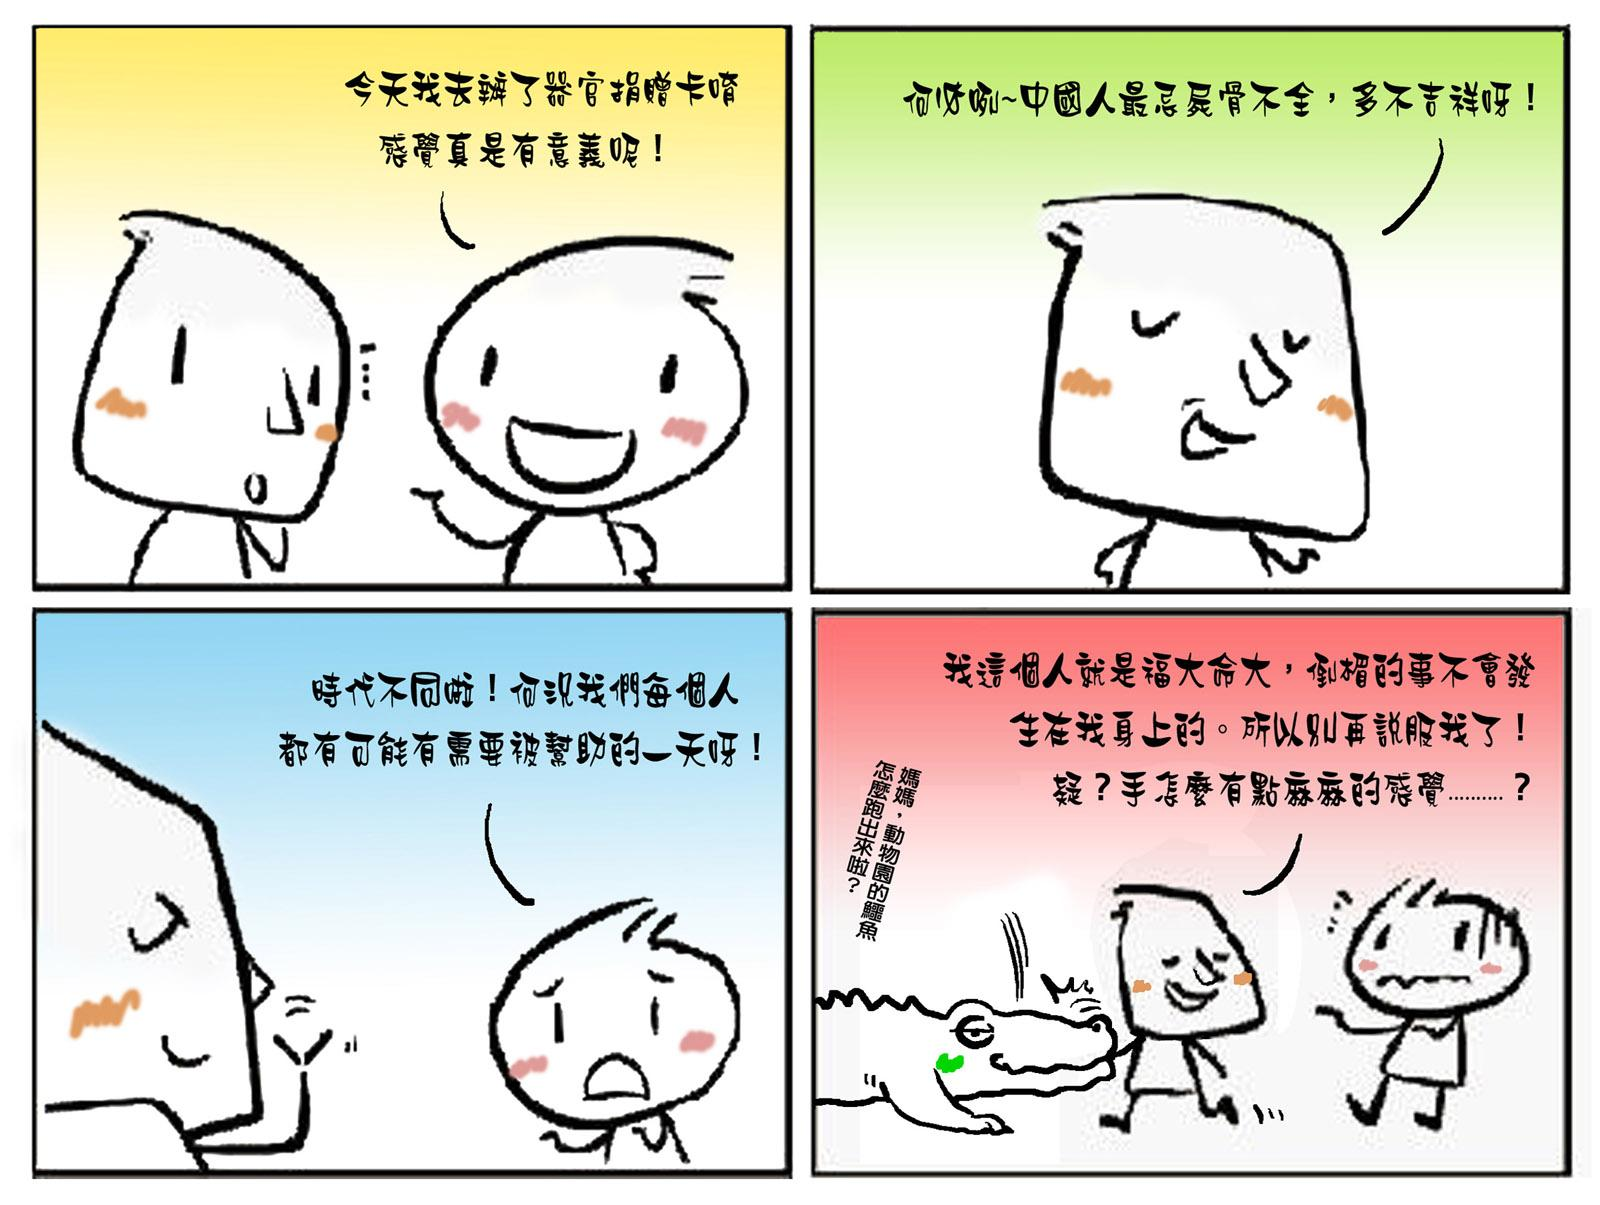 今天我去辦了器官捐贈卡唷
感覺真是有意義呢！
何必咧~中國人最忌屍骨不全，多不吉祥呀！
時代不同啦！何況我們每個人
都有可能有需要被幫助的一天呀！
我這個人就是福大命大，倒楣的事不會發
生在我身上的。所以別再說服我了！
疑？手怎麼有點麻麻的感覺..........？
媽媽，動物園的鱷魚
怎麼跑出來啦？